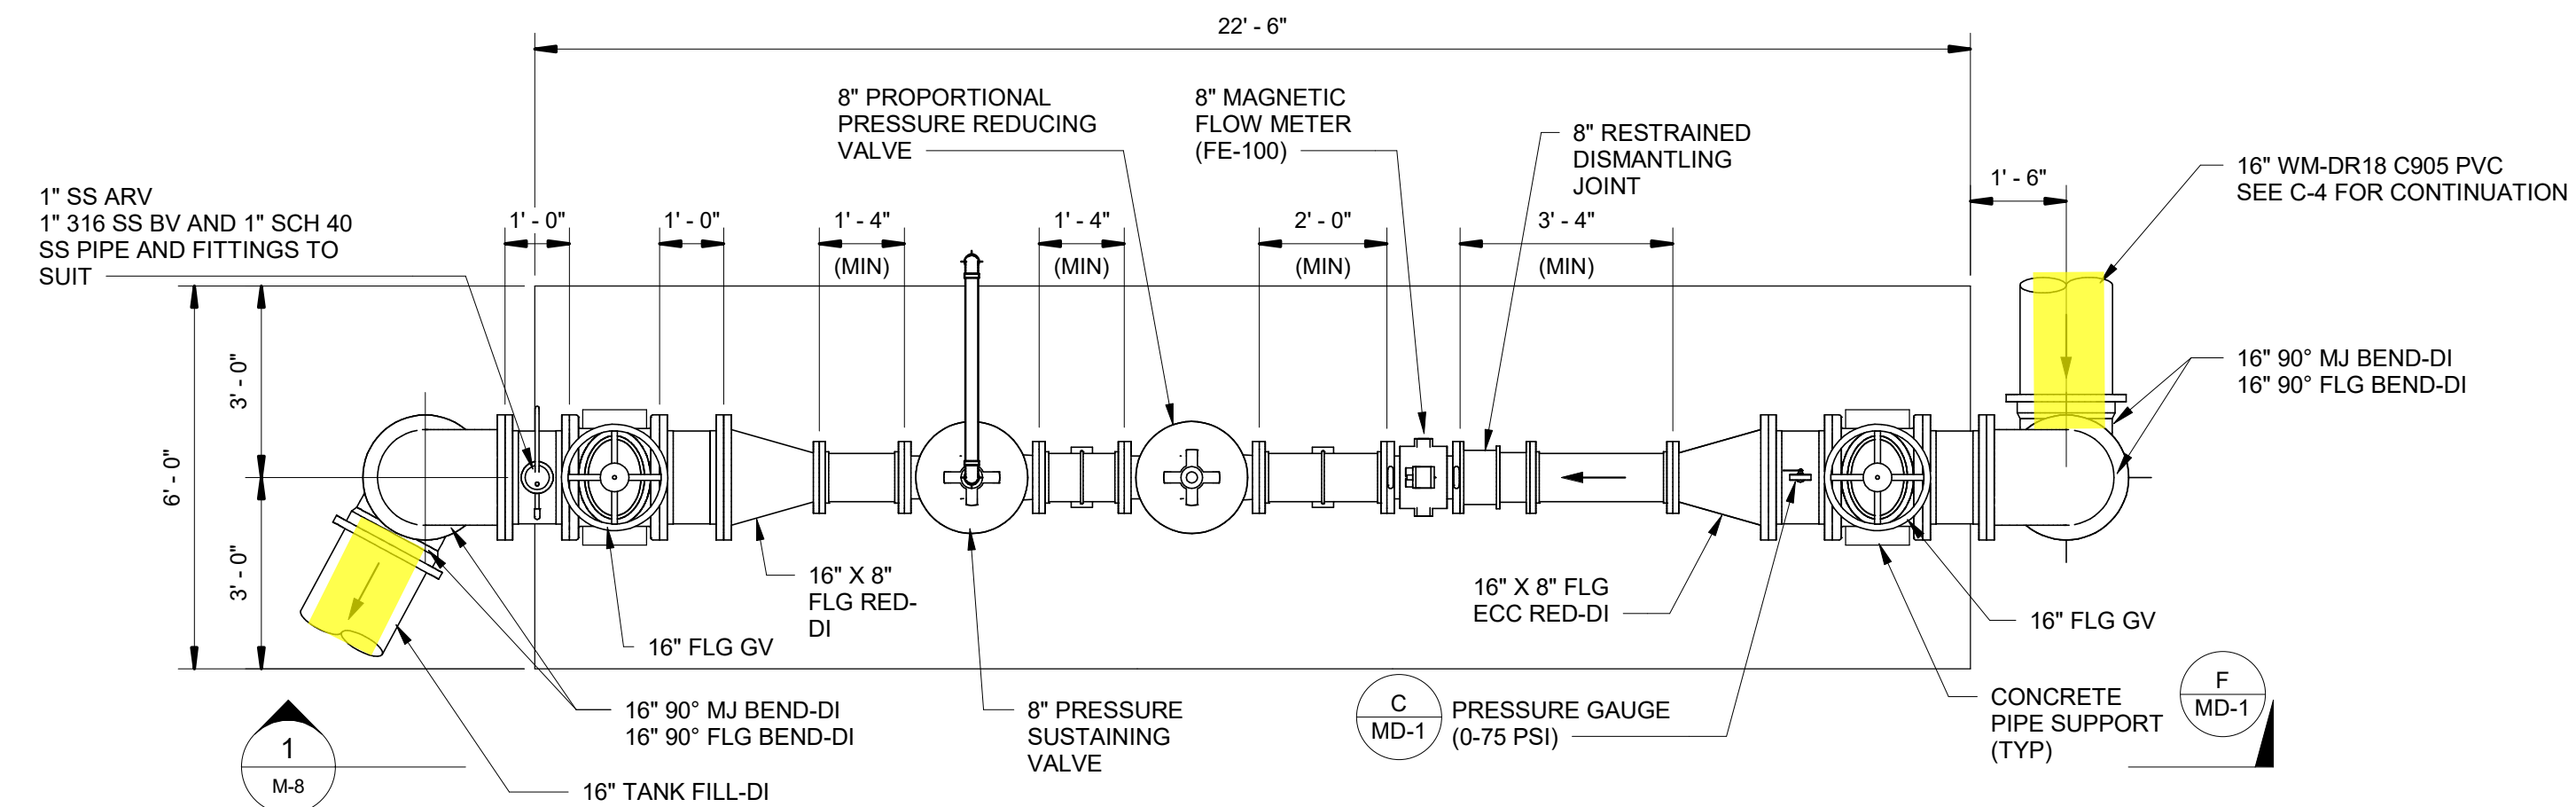 22' - 6"
8" PROPORTIONAL
PRESSURE REDUCING
VALVE
8" MAGNETIC
FLOW METER
(FE-100)
8" RESTRAINED
DISMANTLING
JOINT
16" WM-DR18 C905 PVC
SEE C-4 FOR CONTINUATION
1' - 6"
1" SS ARV
1" 316 SS BV AND 1" SCH 40
SS PIPE AND FITTINGS TO
SUIT
1' - 0"
1' - 0"
1' - 4"
(MIN)
1' - 4"
(MIN)
2' - 0"
(MIN)
3' - 4"
(MIN)
16" 90° MJ BEND-DI
16" 90° FLG BEND-DI
3' - 0"
6' - 0"
3' - 0"
16" X 8"
FLG RED-
DI
16" X 8" FLG
ECC RED-DI
16" FLG GV
16" FLG GV
16" 90° MJ BEND-DI
16" 90° FLG BEND-DI
8" PRESSURE
SUSTAINING
VALVE
C
MD-1
PRESSURE GAUGE
(0-75 PSI)
CONCRETE
PIPE SUPPORT
(TYP)
F
MD-1
1
M-8
16" TANK FILL-DI